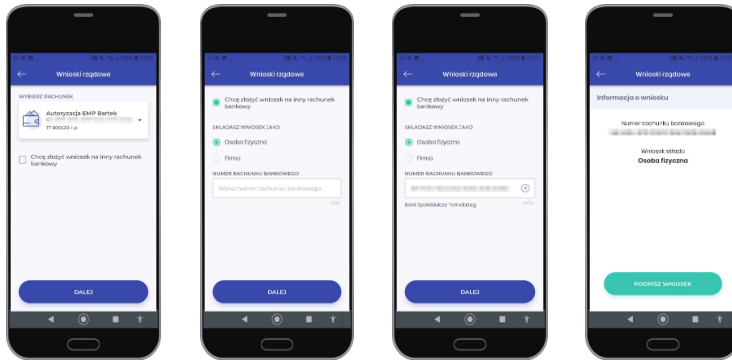 Wnioski rządowe
WYBIERZ RACHUNEK
Autoryzacja EMP Bartek
Chcę złożyć wniosek na inny rachunek
bankowy
DALEJ
Wnioski rządowe
Chcę złożyć wniosek na inny rachunek
bankowy
SKŁADASZ WNIOSEK JAKO
Osoba fizyczna
Firma
NUMER RACHUNKU BANKOWEGO
Wpisz numer rachunku bankowego
DALEJ
Wnioski rządowe
Chcę złożyć wniosek na inny rachunek
bankowy
SKŁADASZ WNIOSEK JAKO
Osoba fizyczna
Firma
NUMER RACHUNKU BANKOWEGO
Bank Spółdzielczy Tarnobrzeg
DALEJ
Wnioski rządowe
Informacja o wniosku
Numer rachunku bankowego
Wniosek składa
Osoba fizyczna
PODPISZ WNIOSEK